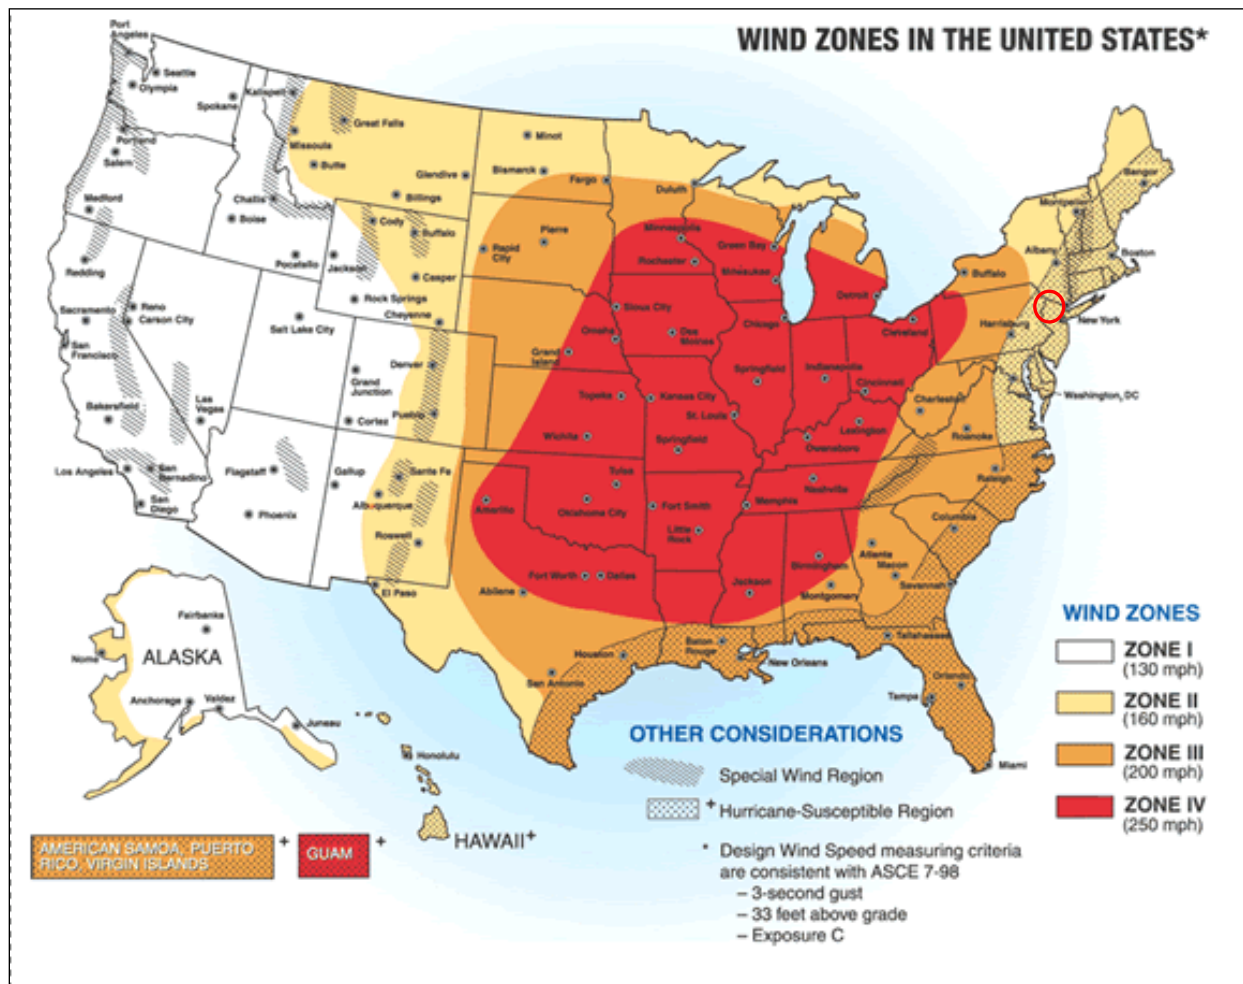 WIND ZONES IN THE UNITED STATES*
Port
Angeles
Seattle
Olympia
Spokane
Kalispell
Great Falls
Minot
Portland
Salem
Missoula
Butte
Glendive
Bismarck
Fargo
Duluth
Bangor
Medford
Challis
Boise
Billings
Cody
Buffalo
Pierre
Rapid
City
Minneapolis
Green Bay
Montpelier
Redding
Pocatello
Jackson
Casper
Rochester
Milwaukee
Buffalo
Albany
Boston
Sacramento
Reno
Carson City
Rock Springs
Cheyenne
Salt Lake City
Sioux City
Detroit
San
Francisco
Omaha
Des
Moines
Chicago
Cleveland
Harrisburg
New York
Grand
Island
Denver
Grand
Junction
Springfield
Indianapolis
Cincinnati
Washington, DC
Bakersfield
Las
Vegas
Cortez
Pueblo
Topeka
Kansas City
St. Louis
Charleston
Wichita
Springfield
Lexington
Owensboro
Roanoke
Los Angeles
San
Bernadino
Flagstaff
Gallup
Sante Fe
Tulsa
Nashville
Raleigh
San
Diego
Phoenix
Albuquerque
Amarillo
Oklahoma City
Fort Smith
Memphis
Roswell
Little
Rock
Columbia
Atlanta
Macon
El Paso
Abilene
Fort Worth
Dallas
Jackson
Birmingham
Montgomery
Savannah
Houston
San Antonio
Baton
Rouge
New Orleans
Tallahassee
Orlando
Tampa
Miami
Fairbanks
Nome
ALASKA
Anchorage
Valdez
Juneau
Honolulu
HAWAII+
AMERICAN SAMOA, PUERTO
RICO, VIRGIN ISLANDS
+
GUAM
+
OTHER CONSIDERATIONS
Special Wind Region
+ Hurricane-Susceptible Region
* Design Wind Speed measuring criteria
are consistent with ASCE 7-98
– 3-second gust
– 33 feet above grade
– Exposure C
WIND ZONES
ZONE I
(130 mph)
ZONE II
(160 mph)
ZONE III
(200 mph)
ZONE IV
(250 mph)